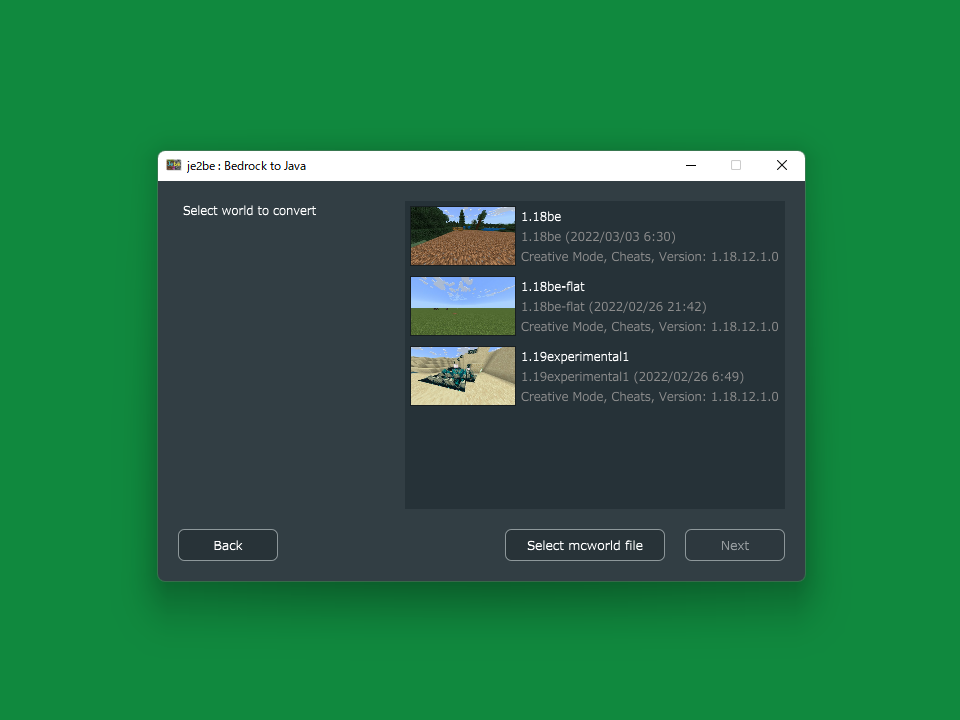 je2be : Bedrock to Java
Select world to convert
1.18be
1.18be (2022/03/03 6:30)
Creative Mode, Cheats, Version: 1.18.12.1.0
1.18be-flat
1.18be-flat (2022/02/26 21:42)
Creative Mode, Cheats, Version: 1.18.12.1.0
1.19experimental1
1.19experimental1 (2022/02/26 6:49)
Creative Mode, Cheats, Version: 1.18.12.1.0
Back
Select mcworld file
Next